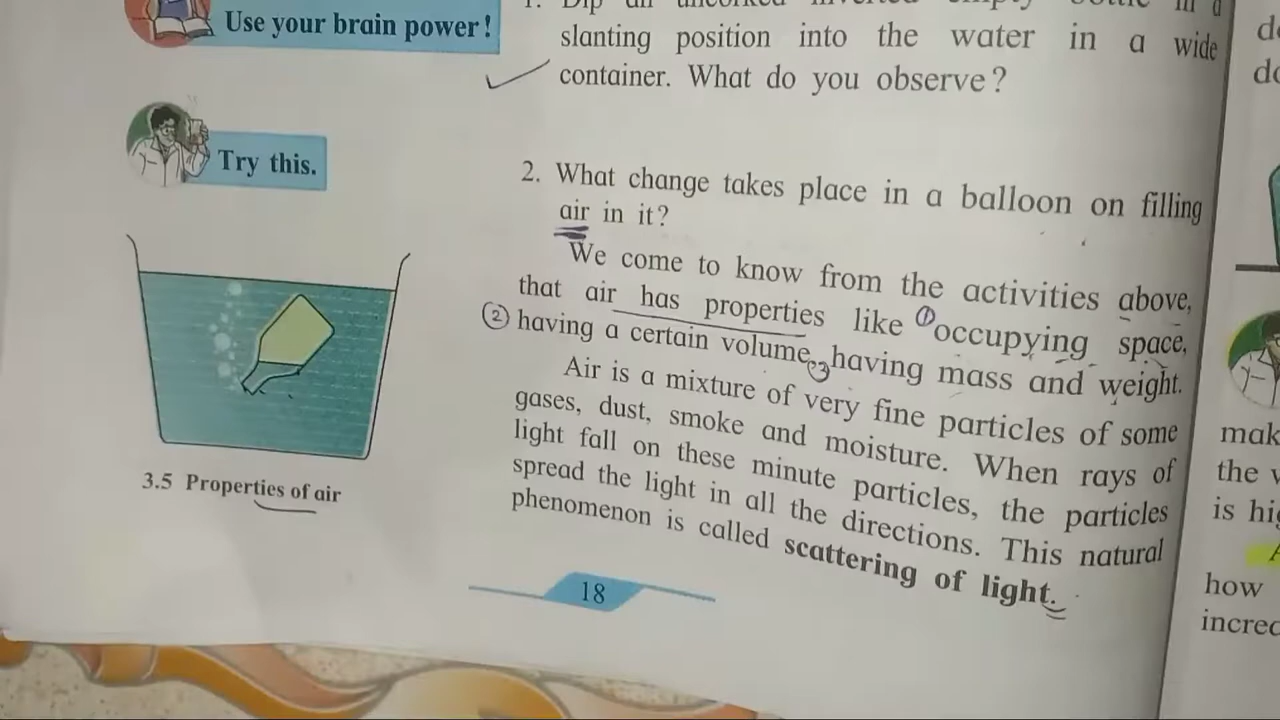 Use your brain power!
1. Dip an uncorked inverted empty bottle in a
slanting position into the water in a wide
container. What do you observe?
Try this.
2. What change takes place in a balloon on filling
air in it?
We come to know from the activities above,
that air has properties like ① occupying space,
② having a certain volume, 3 having mass and weight.
Air is a mixture of very fine particles of some
gases, dust, smoke and moisture. When rays of
light fall on these minute particles, the particles
spread the light in all the directions. This natural
phenomenon is called scattering of light.
3.5 Properties of air
18
mak
the
is hi
how
incre